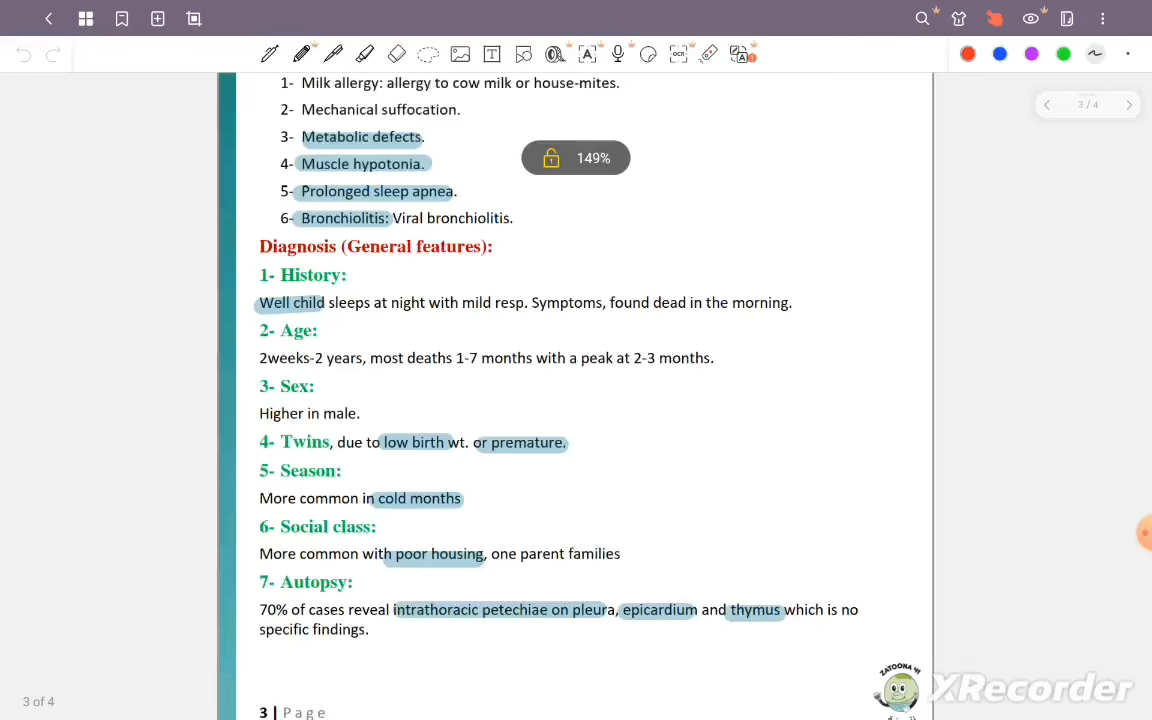 3 / 4
1- Milk allergy: allergy to cow milk or house-mites.
2- Mechanical suffocation.
149%
3- Metabolic defects.
4- Muscle hypotonia.
5- Prolonged sleep apnea.
6- Bronchiolitis: Viral bronchiolitis.
Diagnosis (General features):
1- History:
Well child sleeps at night with mild resp. Symptoms, found dead in the morning.
2- Age:
2weeks-2 years, most deaths 1-7 months with a peak at 2-3 months.
3- Sex:
Higher in male.
4- Twins, due to low birth wt. or premature.
5- Season:
More common in cold months
6- Social class:
More common with poor housing, one parent families
7- Autopsy:
70% of cases reveal intrathoracic petechiae on pleura, epicardium and thymus which is no
specific findings.
ZATOONA
XRecorder
3 of 4
3 | Page